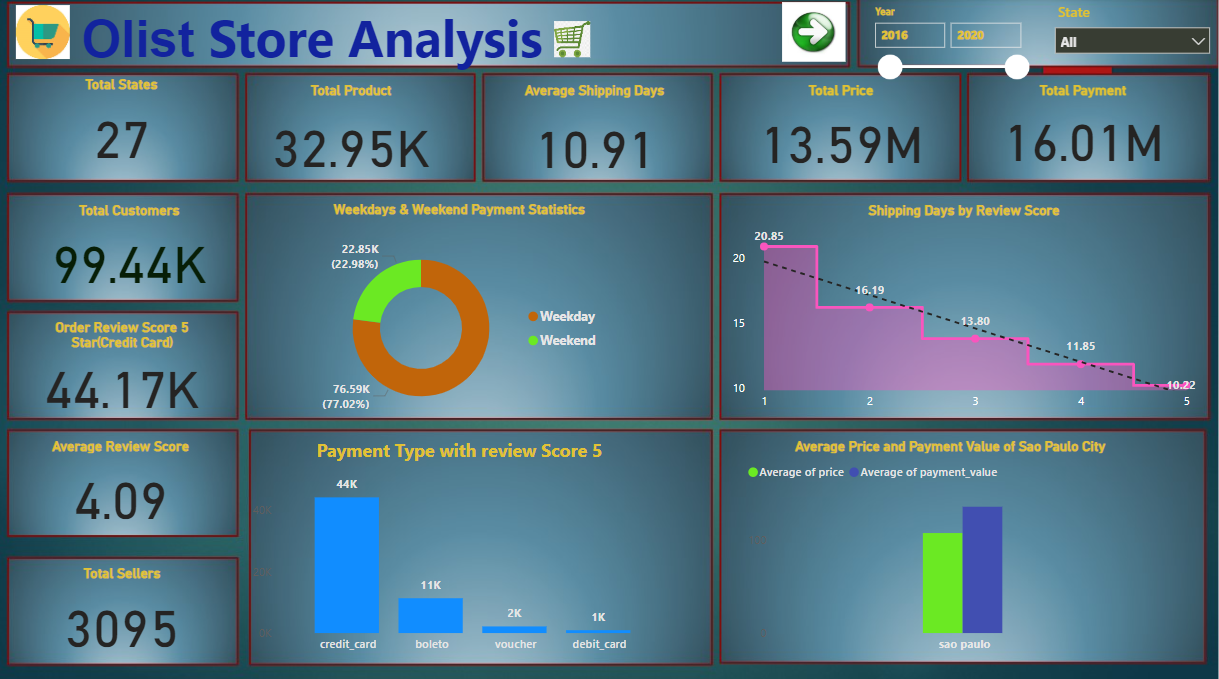 Olist Store Analysis
Year
2016
2020
State
All
Total States
27
Total Product
32.95K
Average Shipping Days
10.91
Total Price
13.59M
Total Payment
16.01M
Total Customers
99.44K
Order Review Score 5
Star(Credit Card)
44.17K
Average Review Score
4.09
Total Sellers
3095
Weekdays & Weekend Payment Statistics
22.85K
(22.98%)
76.59K
(77.02%)
Weekday
Weekend
Shipping Days by Review Score
20
15
10
20.85
16.19
13.80
11.85
10.22
1 2 3 4 5
Payment Type with review Score 5
40K
20K
0K
44K
11K
2K
1K
credit_card boleto voucher debit_card
Average Price and Payment Value of Sao Paulo City
Average of price Average of payment_value
sao paulo